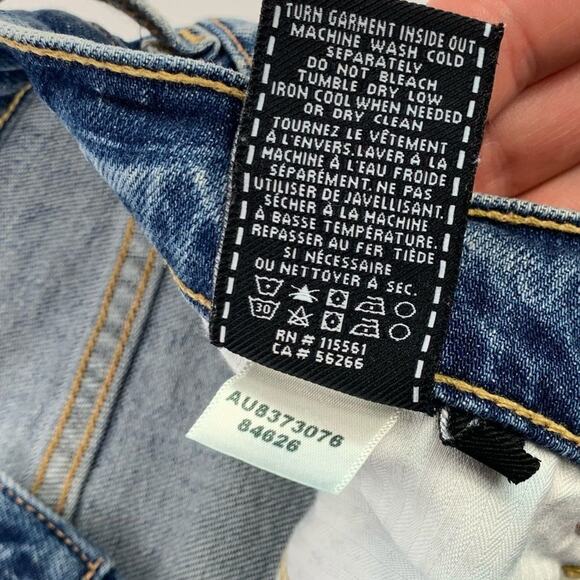 TURN GARMENT INSIDE OUT
MACHINE WASH COLD
SEPARATELY
DO NOT BLEACH
TUMBLE DRY LOW
IRON COOL WHEN NEEDED
OR DRY CLEAN
TOURNEZ LE VÊTEMENT
À L'ENVERS.LAVER À LA
MACHINE À L'EAU FROIDE
SÉPARÉMENT. NE PAS
UTILISER DE JAVELLISANT.
SÉCHER À LA MACHINE
À BASSE TEMPÉRATURE.
REPASSER AU FER TIÈDE
SI NÉCESSAIRE
OU NETTOYER À SEC.
30
RN # 115561
CA # 56266
AU8373076
84626